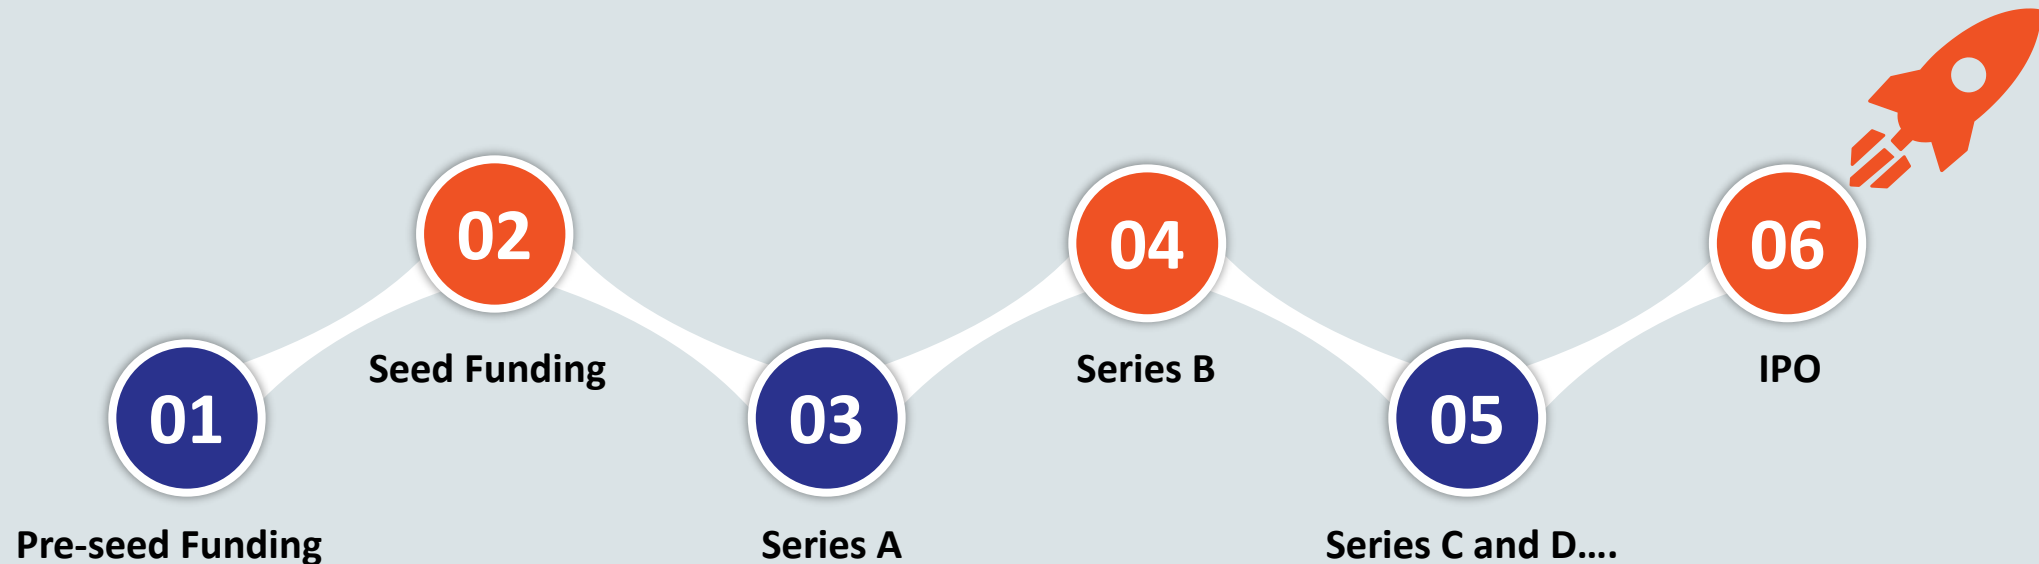 01
Pre-seed Funding
02
Seed Funding
03
Series A
04
Series B
05
Series C and D....
06
IPO